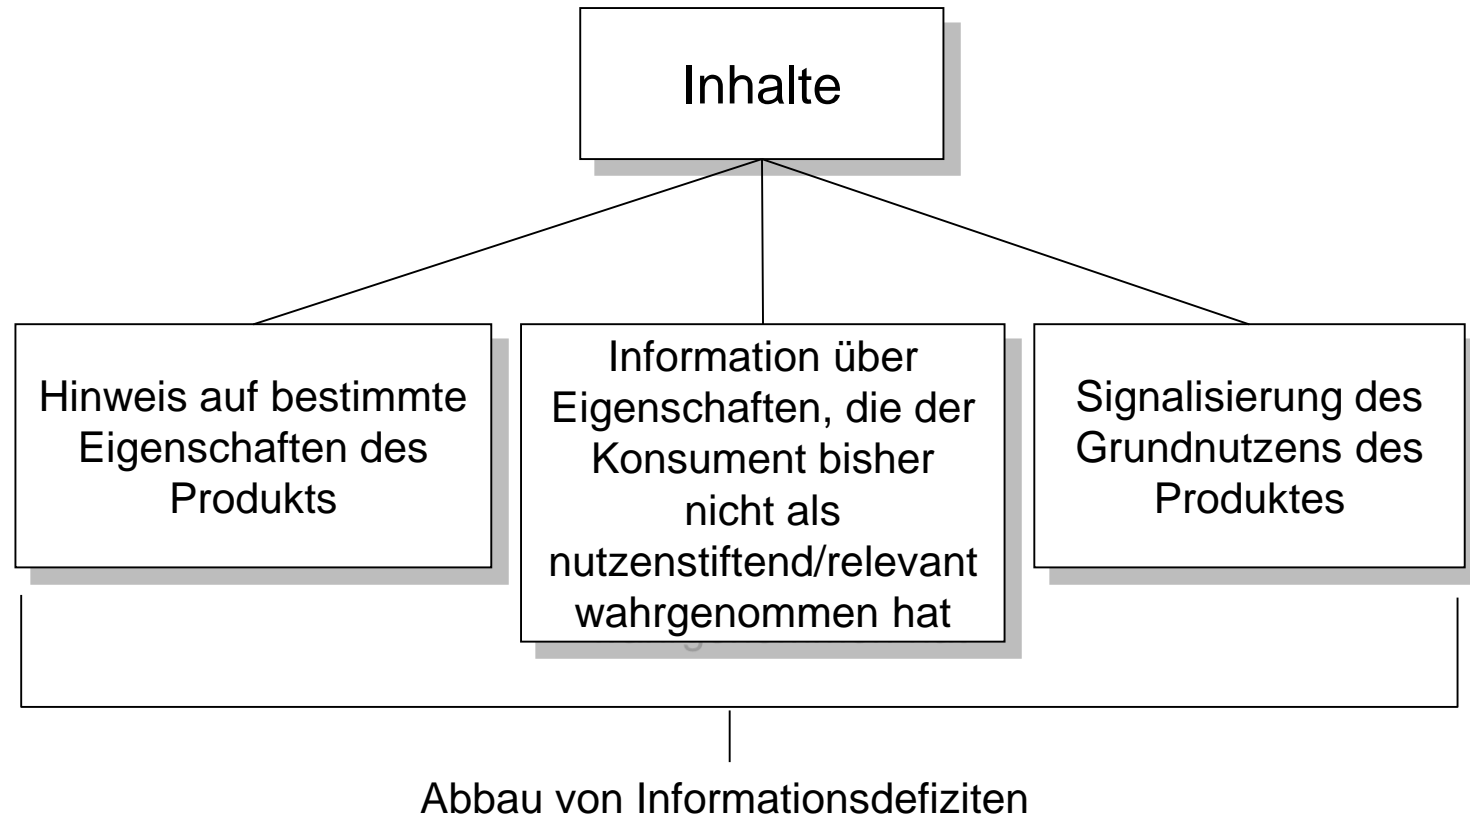 Inhalte
Hinweis auf bestimmte
Eigenschaften des
Produkts
Information über
Eigenschaften, die der
Konsument bisher
nicht als
nutzenstiftend/relevant
wahrgenommen hat
Signalisierung des
Grundnutzens des
Produktes
Abbau von Informationsdefiziten